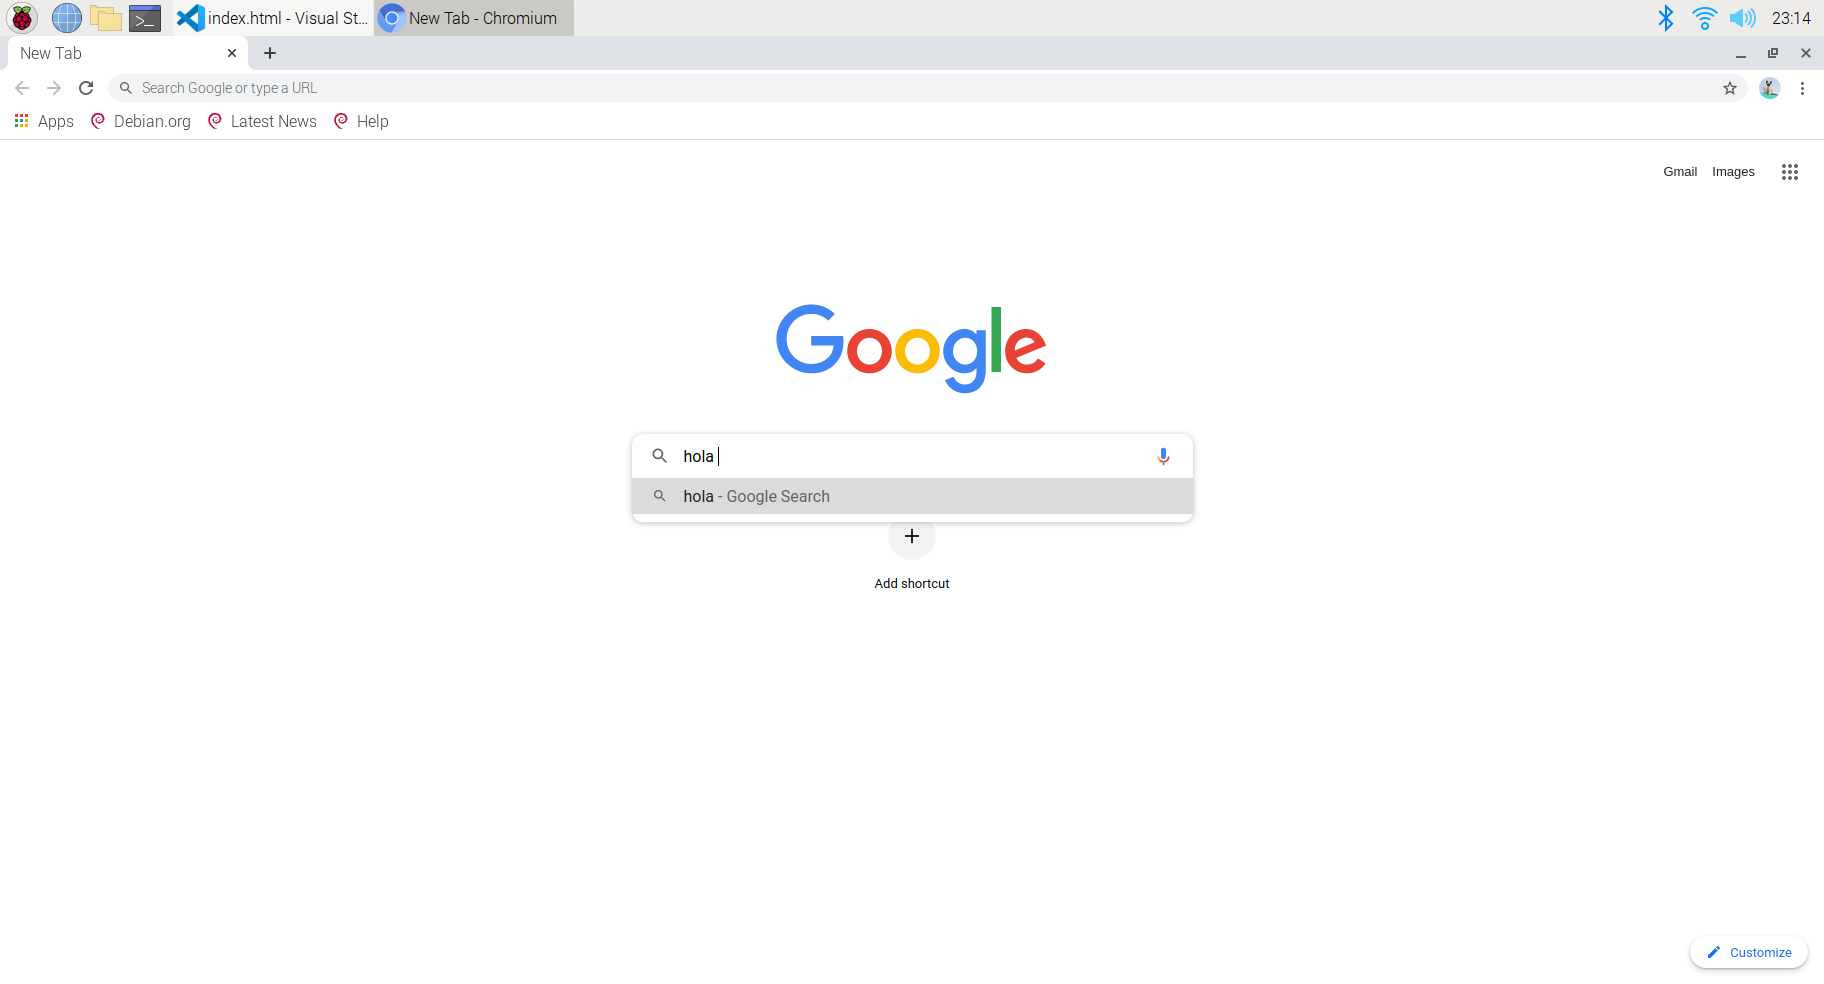 index.html - Visual St...
New Tab - Chromium
23:14
New Tab
Search Google or type a URL
Apps
Debian.org
Latest News
Help
Gmail
Images
Google
hola
hola - Google Search
Add shortcut
Customize